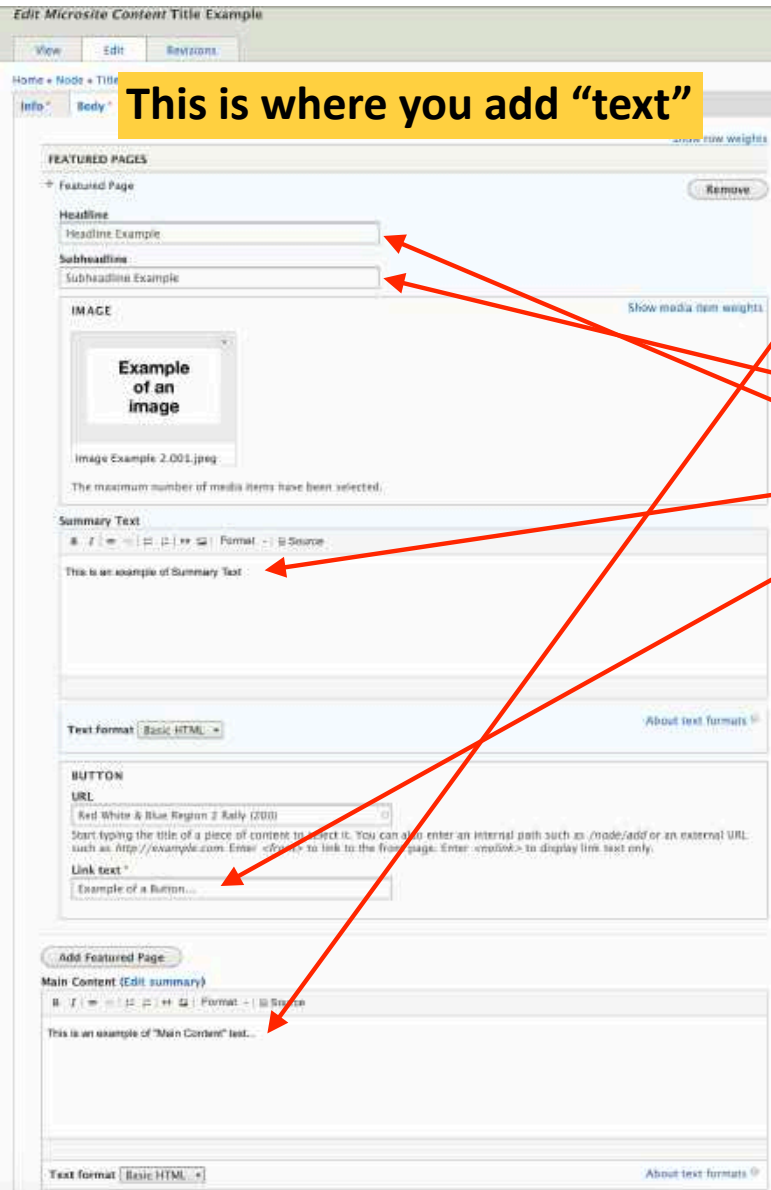 Edit Microsite Content Title Example
View Edit Revisions
Home » Node » Title
Info * Body *
This is where you add “text”
Show row weights
FEATURED PAGES
Featured Page
Remove
Headline
Headline Example
Subheadline
Subheadline Example
IMAGE
Show media item weights
Example
of an
image
Image Example 2.001.jpeg
The maximum number of media items have been selected.
Summary Text
B I Format Source
This is an example of Summary Text
Text format Basic HTML
About text formats
BUTTON
URL
Red White & Blue Region 2 Rally (200)
Start typing the title of a piece of content to select it. You can also enter an internal path such as /node/add or an external URL
such as http://example.com. Enter <front> to link to the front page. Enter <nolink> to display link text only.
Link text *
Example of a Button...
Add Featured Page
Main Content (Edit summary)
B I Format Source
This is an example of "Main Content" text...
Text format Basic HTML
About text formats